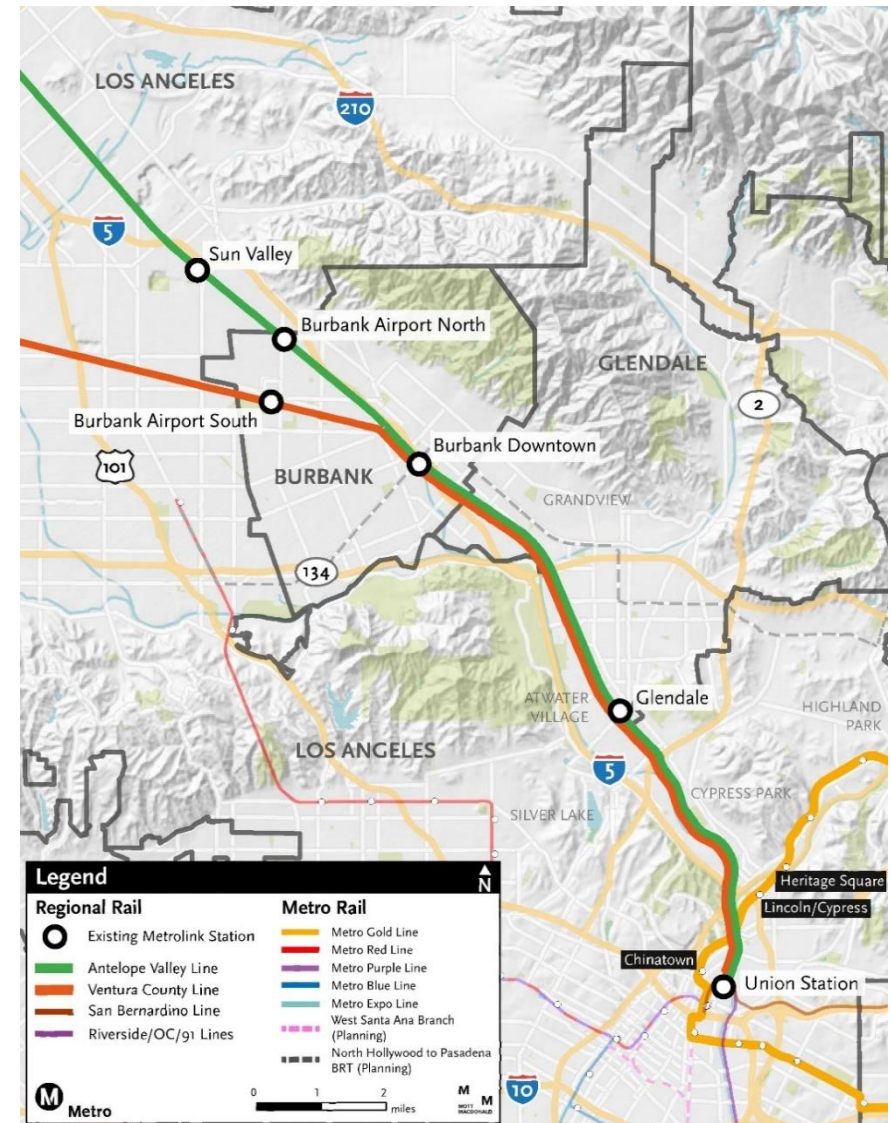 LOS ANGELES
210
5
Sun Valley
Burbank Airport North
GLENDALE
2
Burbank Airport South
Burbank Downtown
101
BURBANK
GRANDVIEW
134
ATWATER
VILLAGE
Glendale
HIGHLAND
PARK
LOS ANGELES
5
CYPRESS PARK
SILVER LAKE
Heritage Square
Lincoln/Cypress
Chinatown
Union Station
10
Legend
N
Regional Rail
Existing Metrolink Station
Antelope Valley Line
Ventura County Line
San Bernardino Line
Riverside/OC/91 Lines
Metro Rail
Metro Gold Line
Metro Red Line
Metro Purple Line
Metro Blue Line
Metro Expo Line
West Santa Ana Branch
(Planning)
North Hollywood to Pasadena
BRT (Planning)
M Metro
0 1 2
miles
M M
MOTT
MACDONALD